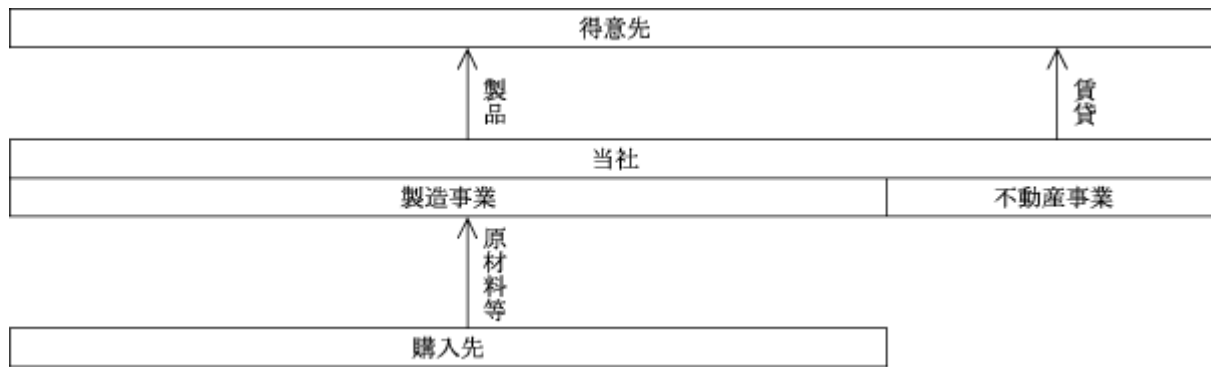 得意先
製品
賃貸
当社
製造事業
不動産事業
原材料等
購入先